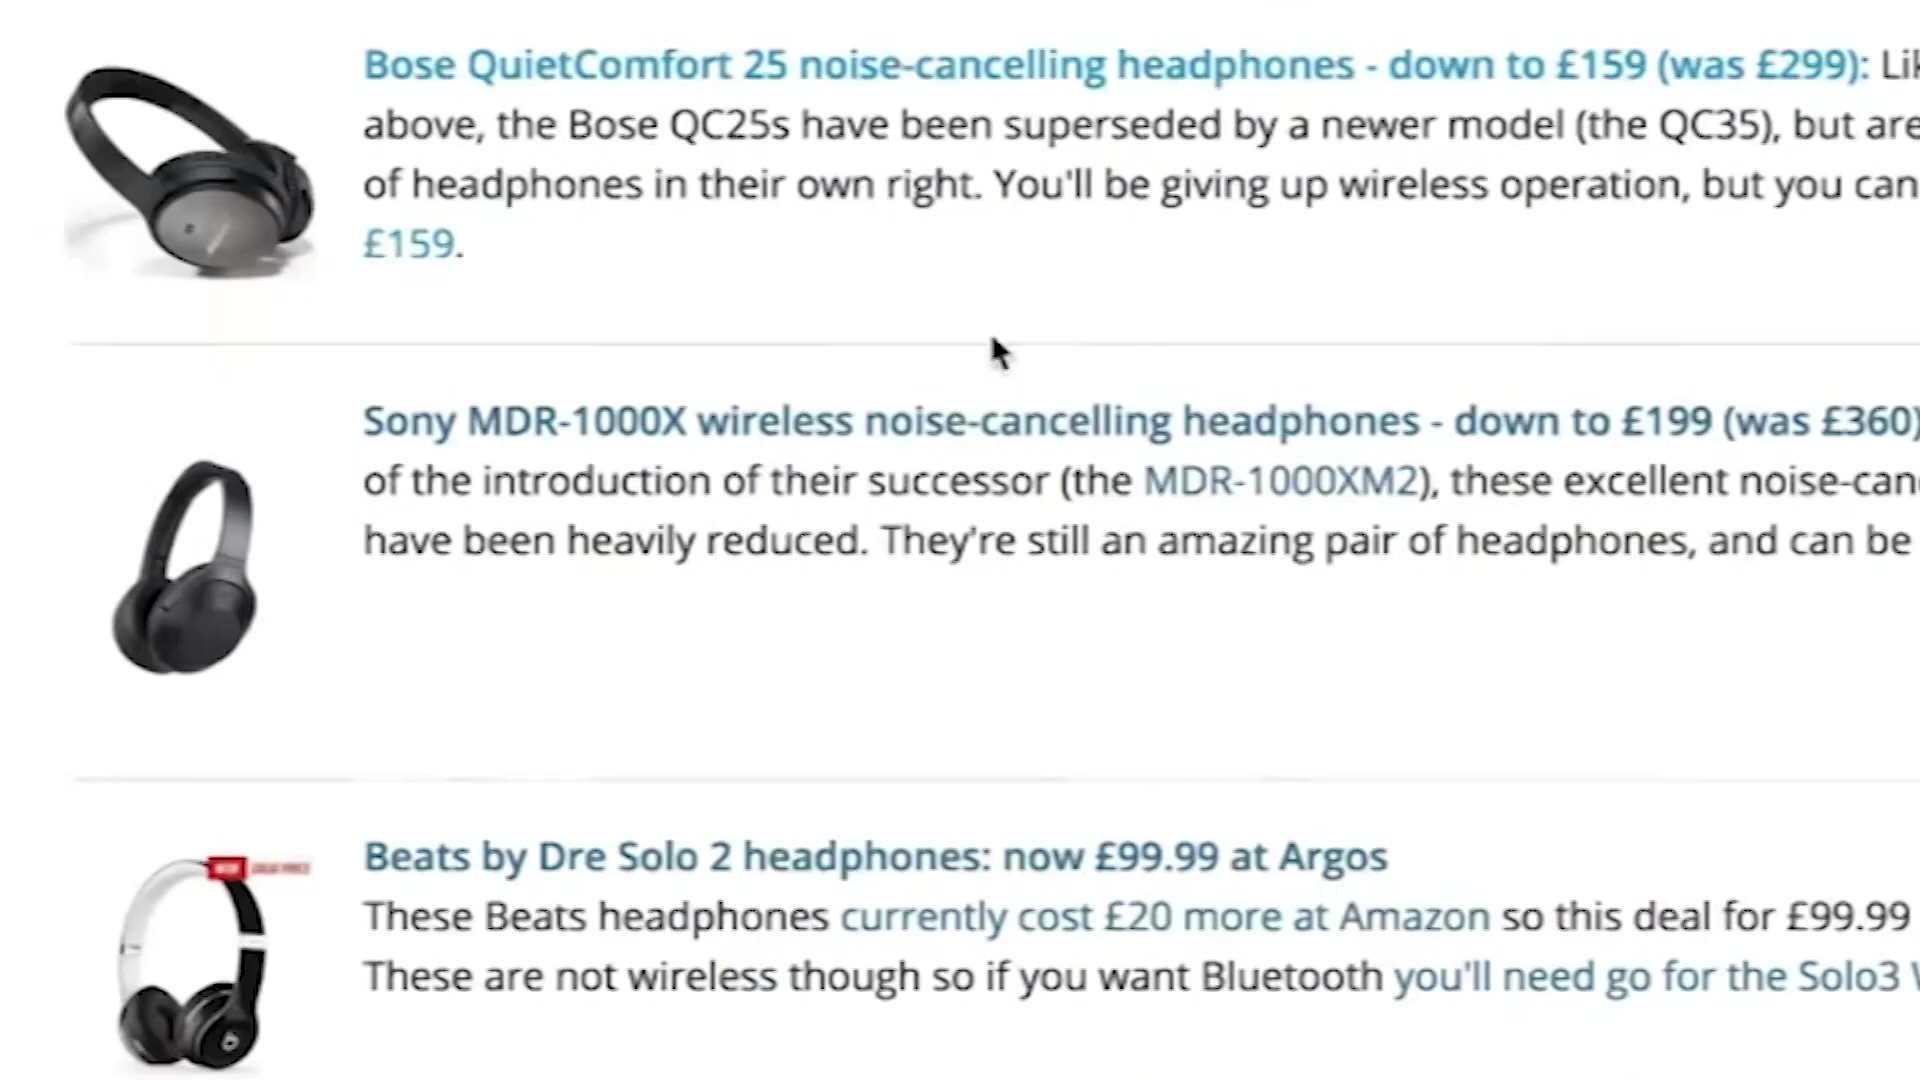 Bose QuietComfort 25 noise-cancelling headphones - down to £159 (was £299):
above, the Bose QC25s have been superseded by a newer model (the QC35), but are
of headphones in their own right. You'll be giving up wireless operation, but you can
£159.
Sony MDR-1000X wireless noise-cancelling headphones - down to £199 (was £360)
of the introduction of their successor (the MDR-1000XM2), these excellent
have been heavily reduced. They're still an amazing pair of headphones, and can be
Beats by Dre Solo 2 headphones: now £99.99 at Argos
These Beats headphones currently cost £20 more at Amazon so this deal for £99.99
These are not wireless though so if you want Bluetooth you'll need go for the Solo3